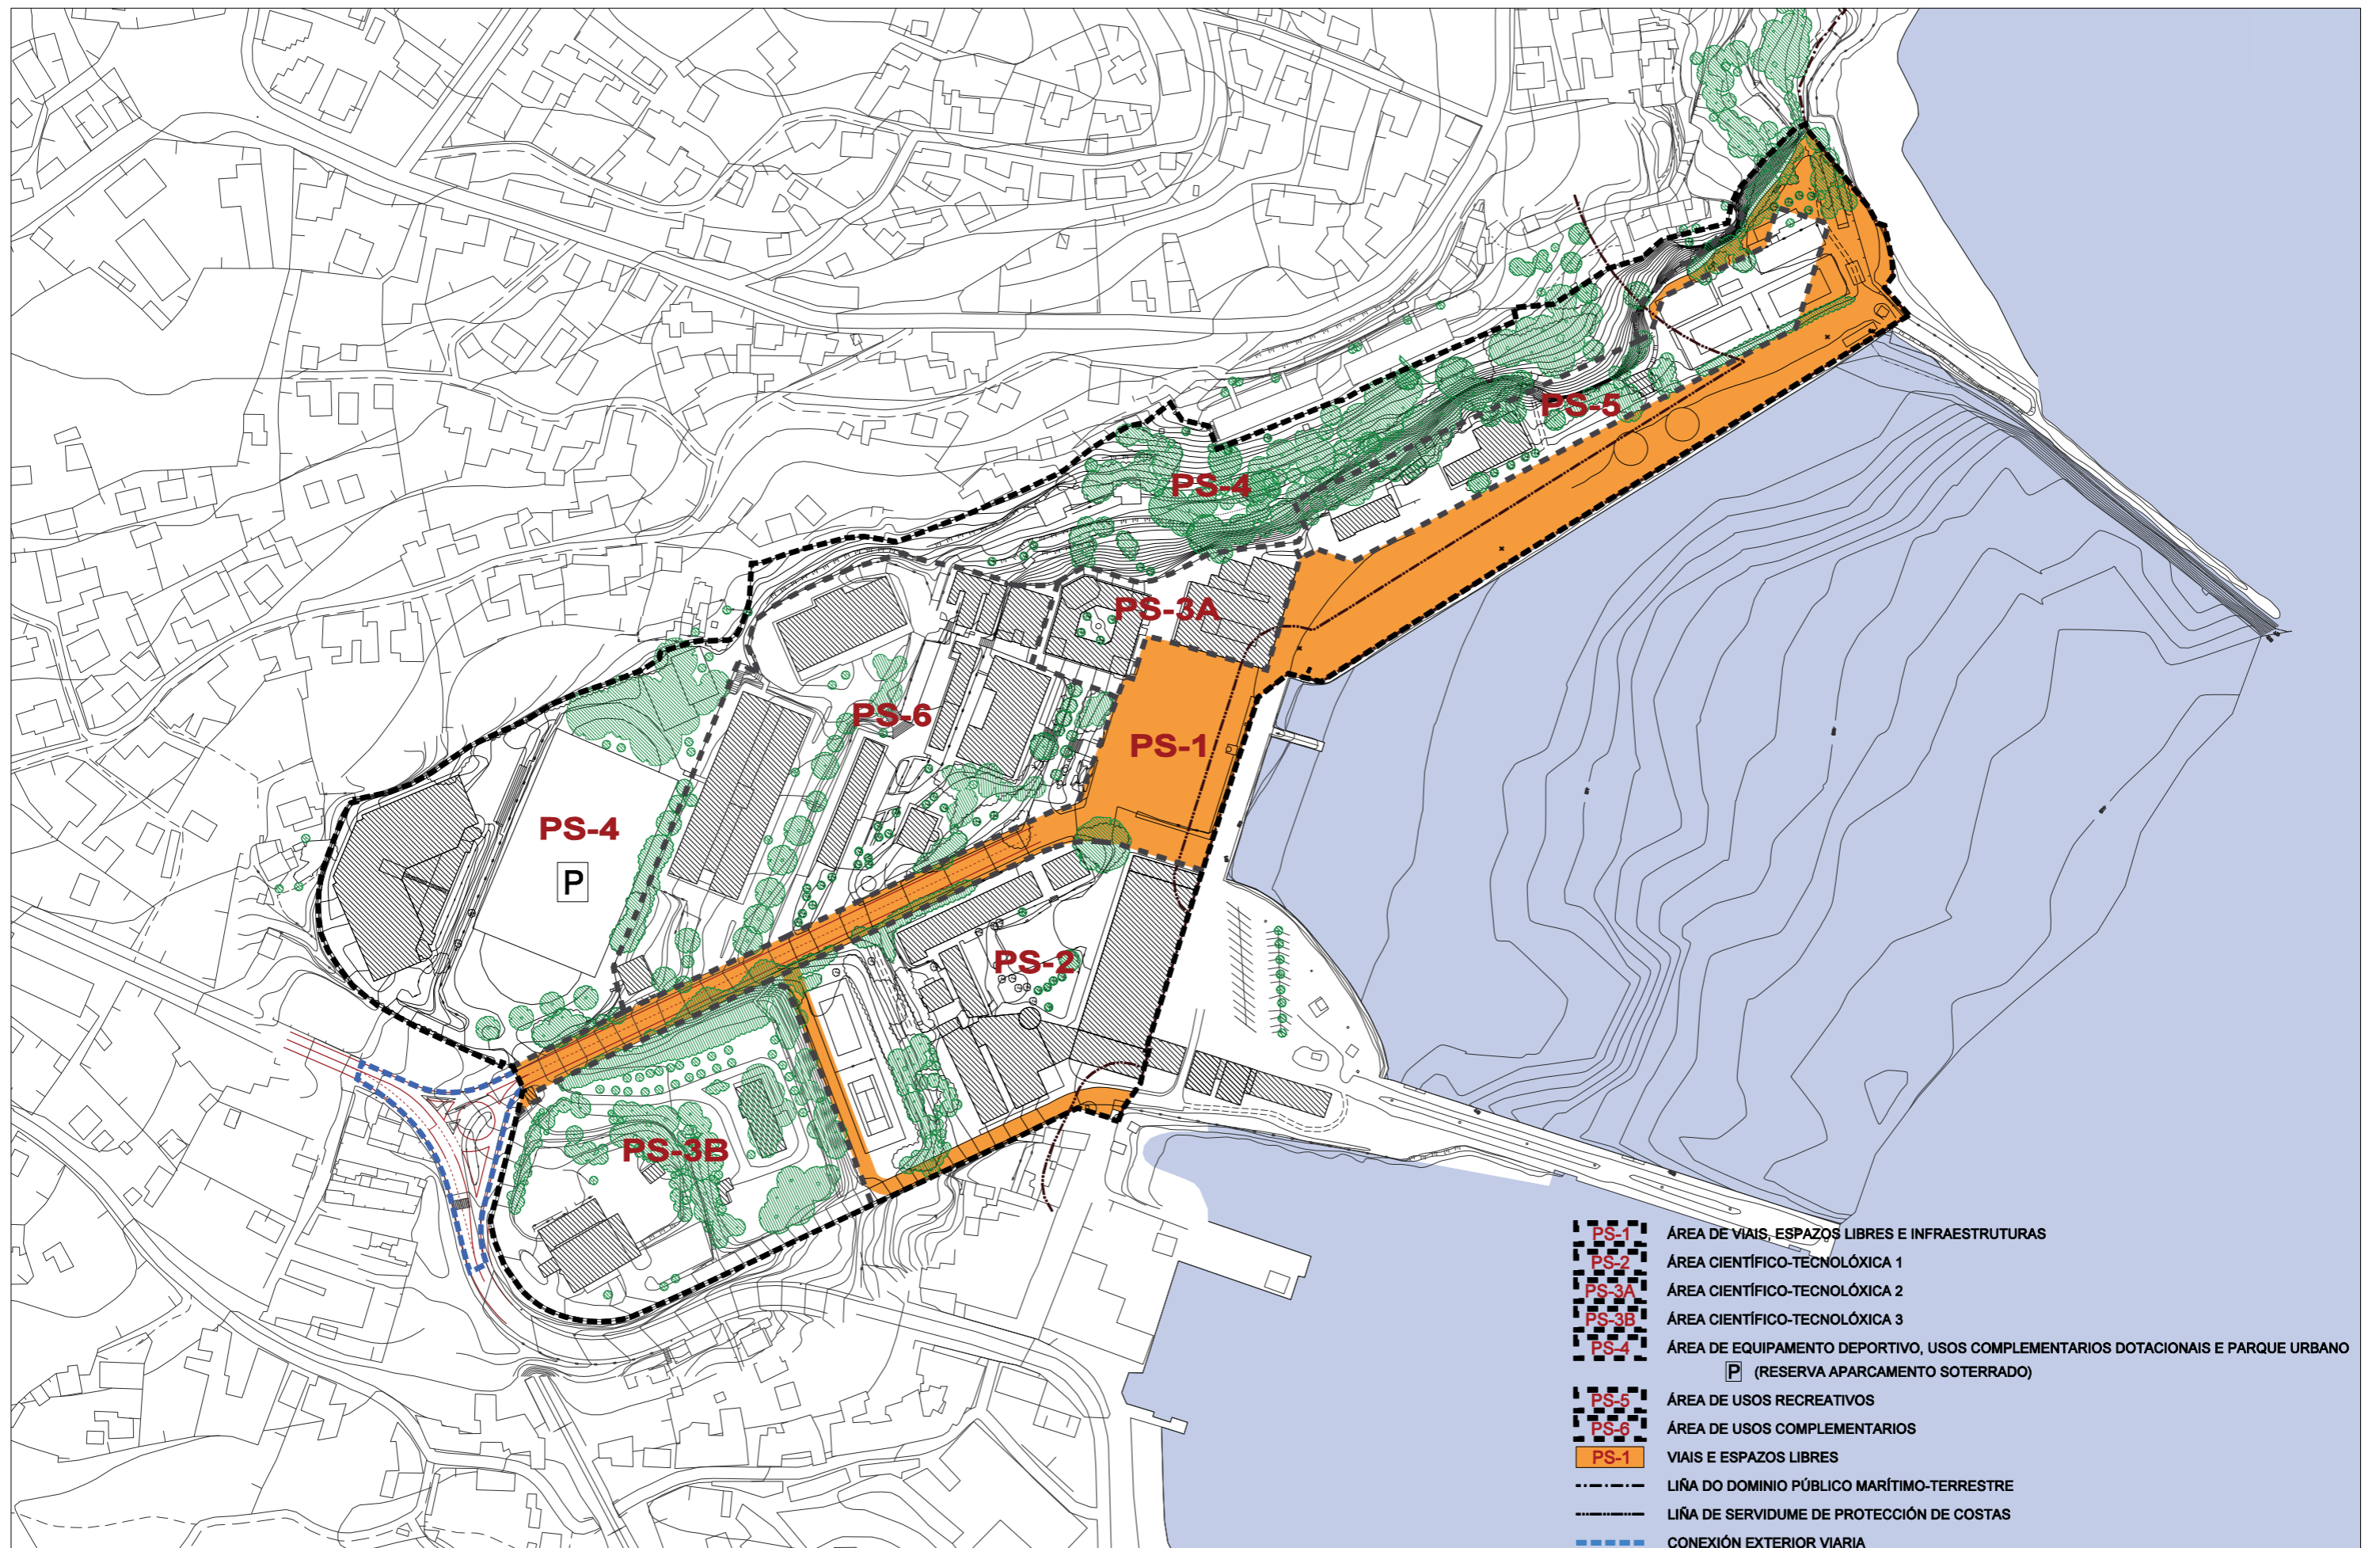 PS-5
PS-4
PS-3A
PS-6
PS-1
PS-4
P
PS-2
PS-3B
PS-1 ÁREA DE VIAIS, ESPAZOS LIBRES E INFRAESTRUTURAS
PS-2 ÁREA CIENTÍFICO-TECNOLÓXICA 1
PS-3A ÁREA CIENTÍFICO-TECNOLÓXICA 2
PS-3B ÁREA CIENTÍFICO-TECNOLÓXICA 3
PS-4 ÁREA DE EQUIPAMENTO DEPORTIVO, USOS COMPLEMENTARIOS DOTACIONAIS E PARQUE URBANO
P (RESERVA APARCAMENTO SOTERRADO)
PS-5 ÁREA DE USOS RECREATIVOS
PS-6 ÁREA DE USOS COMPLEMENTARIOS
PS-1 VIAIS E ESPAZOS LIBRES
LIÑA DO DOMINIO PÚBLICO MARÍTIMO-TERRESTRE
LIÑA DE SERVIDUME DE PROTECCIÓN DE COSTAS
CONEXIÓN EXTERIOR VIARIA